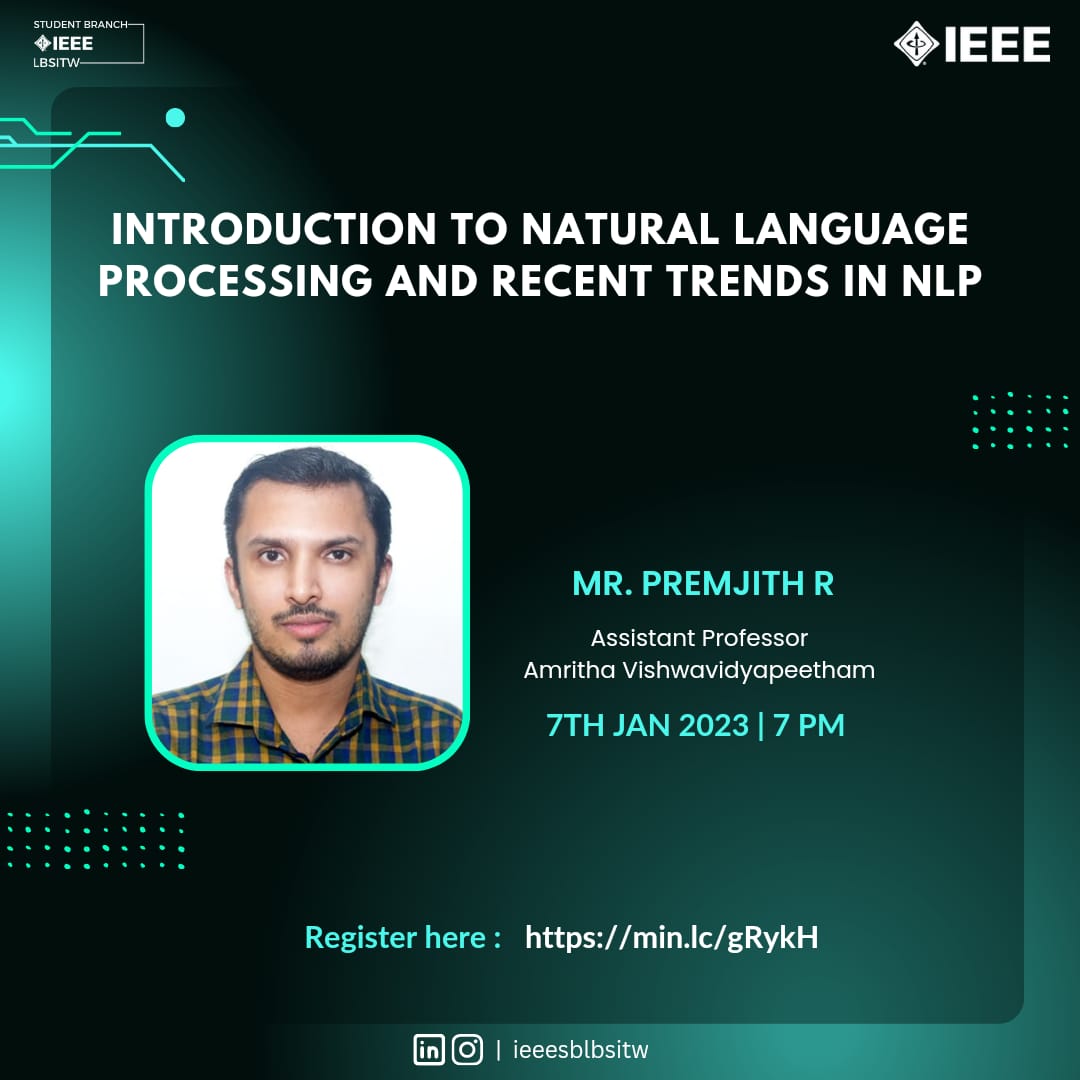 STUDENT BRANCH
IEEE
LBSITW
IEEE
INTRODUCTION TO NATURAL LANGUAGE
PROCESSING AND RECENT TRENDS IN NLP
MR. PREMJITH R
Assistant Professor
Amritha Vishwavidyapeetham
7TH JAN 2023 | 7 PM
Register here : https://min.lc/gRykH
in | ieeesblbsitw